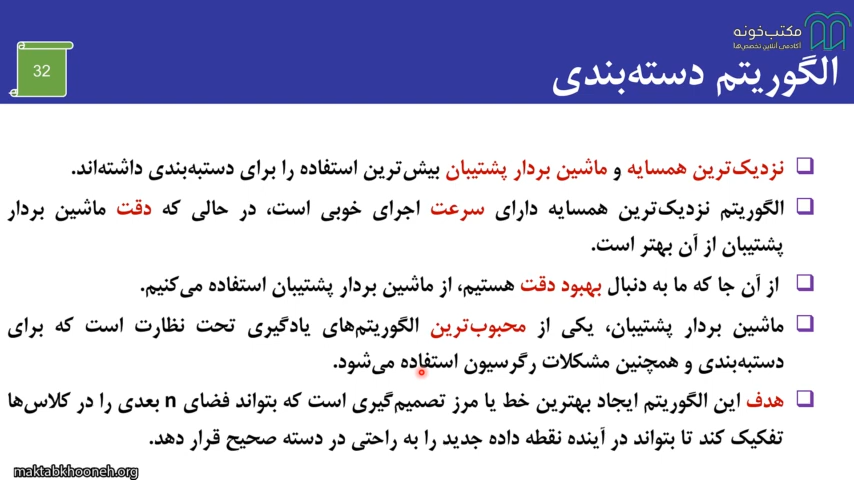 مکتب‌خونه
آکادمی آنلاین تخصص‌ها
32
الگوریتم دسته‌بندی
نزدیک‌ترین همسایه و ماشین بردار پشتیبان بیش‌ترین استفاده را برای دستبه‌بندی داشته‌اند.
الگوریتم نزدیک‌ترین همسایه دارای سرعت اجرای خوبی است، در حالی که دقت ماشین بردار
پشتیبان از آن بهتر است.
از آن جا که ما به دنبال بهبود دقت هستیم، از ماشین بردار پشتیبان استفاده می‌کنیم.
ماشین بردار پشتیبان، یکی از محبوب‌ترین الگوریتم‌های یادگیری تحت نظارت است که برای
دستبه‌بندی و همچنین مشکلات رگرسیون استفاده می‌شود.
هدف این الگوریتم ایجاد بهترین خط یا مرز تصمیم‌گیری است که بتواند فضای n بعدی را در کلاس‌ها
تفکیک کند تا بتواند در آینده نقطه داده جدید را به راحتی در دسته صحیح قرار دهد.
maktabkhooneh.org